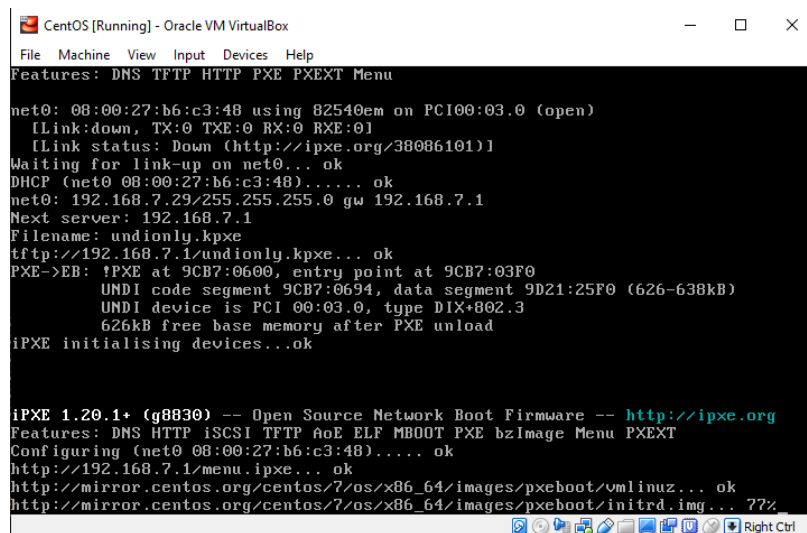 CentOS [Running] - Oracle VM VirtualBox
File Machine View Input Devices Help
Features: DNS TFTP HTTP PXE PXEXT Menu
net0: 08:00:27:b6:c3:48 using 82540em on PCI00:03.0 (open)
[Link:down, TX:0 TXE:0 RX:0 RXE:0]
[Link status: Down (http://ipxe.org/38086101)]
Waiting for link-up on net0... ok
DHCP (net0 08:00:27:b6:c3:48)...... ok
net0: 192.168.7.29/255.255.255.0 gw 192.168.7.1
Next server: 192.168.7.1
Filename: undionly.kpxe
tftp://192.168.7.1/undionly.kpxe... ok
PXE->EB: !PXE at 9CB7:0600, entry point at 9CB7:03F0
UNDI code segment 9CB7:0694, data segment 9D21:25F0 (626-638kB)
UNDI device is PCI 00:03.0, type DIX+802.3
626kB free base memory after PXE unload
iPXE initialising devices...ok
iPXE 1.20.1+ (g8830) -- Open Source Network Boot Firmware -- http://ipxe.org
Features: DNS HTTP iSCSI TFTP AoE ELF MBOOT PXE bzImage Menu PXEXT
Configuring (net0 08:00:27:b6:c3:48)..... ok
http://192.168.7.1/menu.ipxe... ok
http://mirror.centos.org/centos/7/os/x86_64/images/pxeboot/vmlinuz... ok
http://mirror.centos.org/centos/7/os/x86_64/images/pxeboot/initrd.img... 77%_
Right Ctrl